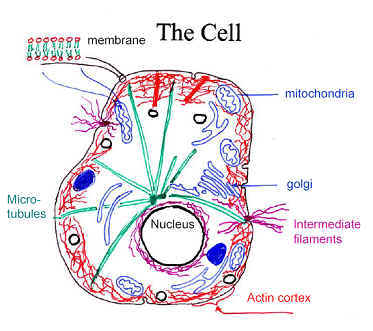 The Cell
membrane
mitochondria
golgi
Micro-
tubules
Nucleus
Intermediate
filaments
Actin cortex